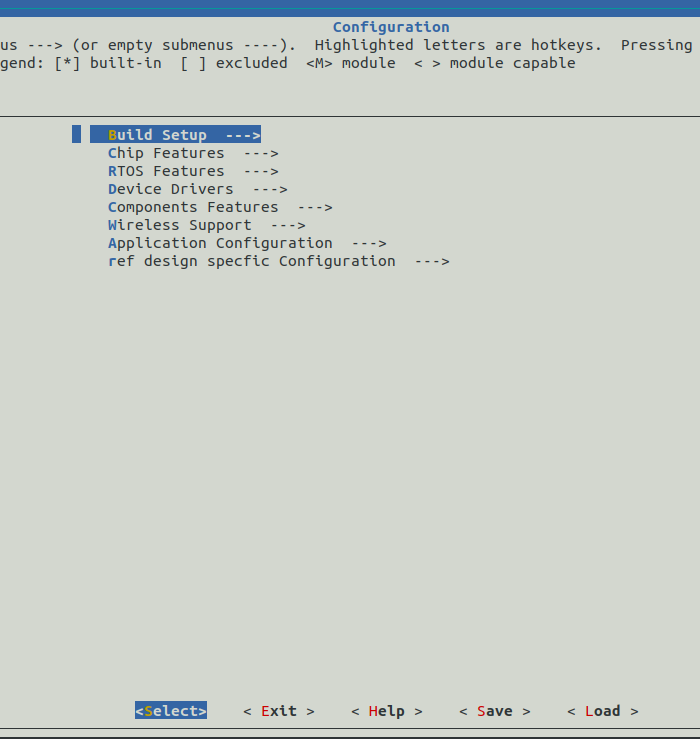 Configuration
us ---> (or empty submenus ----).  Highlighted letters are hotkeys.  Pressing
gend: [*] built-in  [ ] excluded  <M> module  < > module capable
Build Setup  --->
Chip Features  --->
RTOS Features  --->
Device Drivers  --->
Components Features  --->
Wireless Support  --->
Application Configuration  --->
ref design specfic Configuration  --->
<Select>    < Exit >    < Help >    < Save >    < Load >